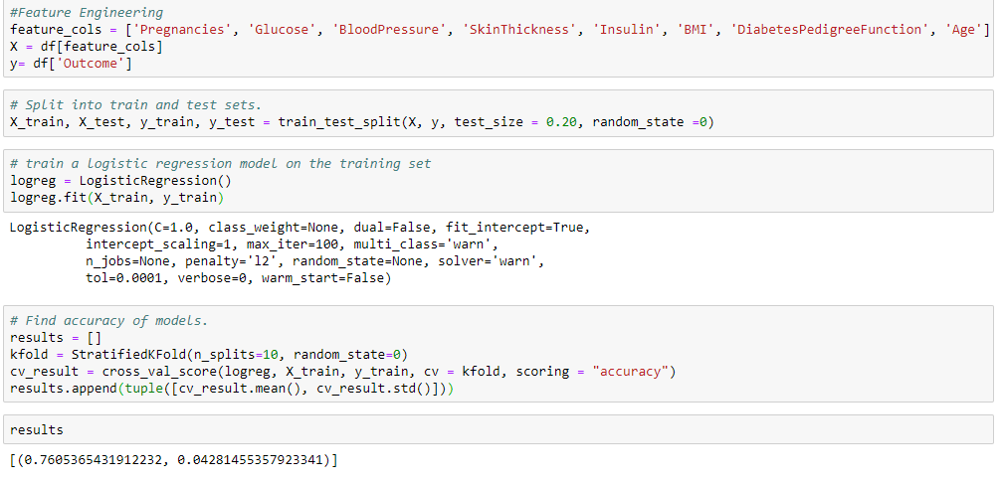 #Feature Engineering
feature_cols = ['Pregnancies', 'Glucose', 'BloodPressure', 'SkinThickness', 'Insulin', 'BMI', 'DiabetesPedigreeFunction', 'Age']
X = df[feature_cols]
y= df['Outcome']
# Split into train and test sets.
X_train, X_test, y_train, y_test = train_test_split(X, y, test_size = 0.20, random_state =0)
# train a logistic regression model on the training set
logreg = LogisticRegression()
logreg.fit(X_train, y_train)
LogisticRegression(C=1.0, class_weight=None, dual=False, fit_intercept=True,
          intercept_scaling=1, max_iter=100, multi_class='warn',
          n_jobs=None, penalty='l2', random_state=None, solver='warn',
          tol=0.0001, verbose=0, warm_start=False)
# Find accuracy of models.
results = []
kfold = StratifiedKFold(n_splits=10, random_state=0)
cv_result = cross_val_score(logreg, X_train, y_train, cv = kfold, scoring = "accuracy")
results.append(tuple([cv_result.mean(), cv_result.std()]))
results
[(0.7605365431912232, 0.04281455357923341)]